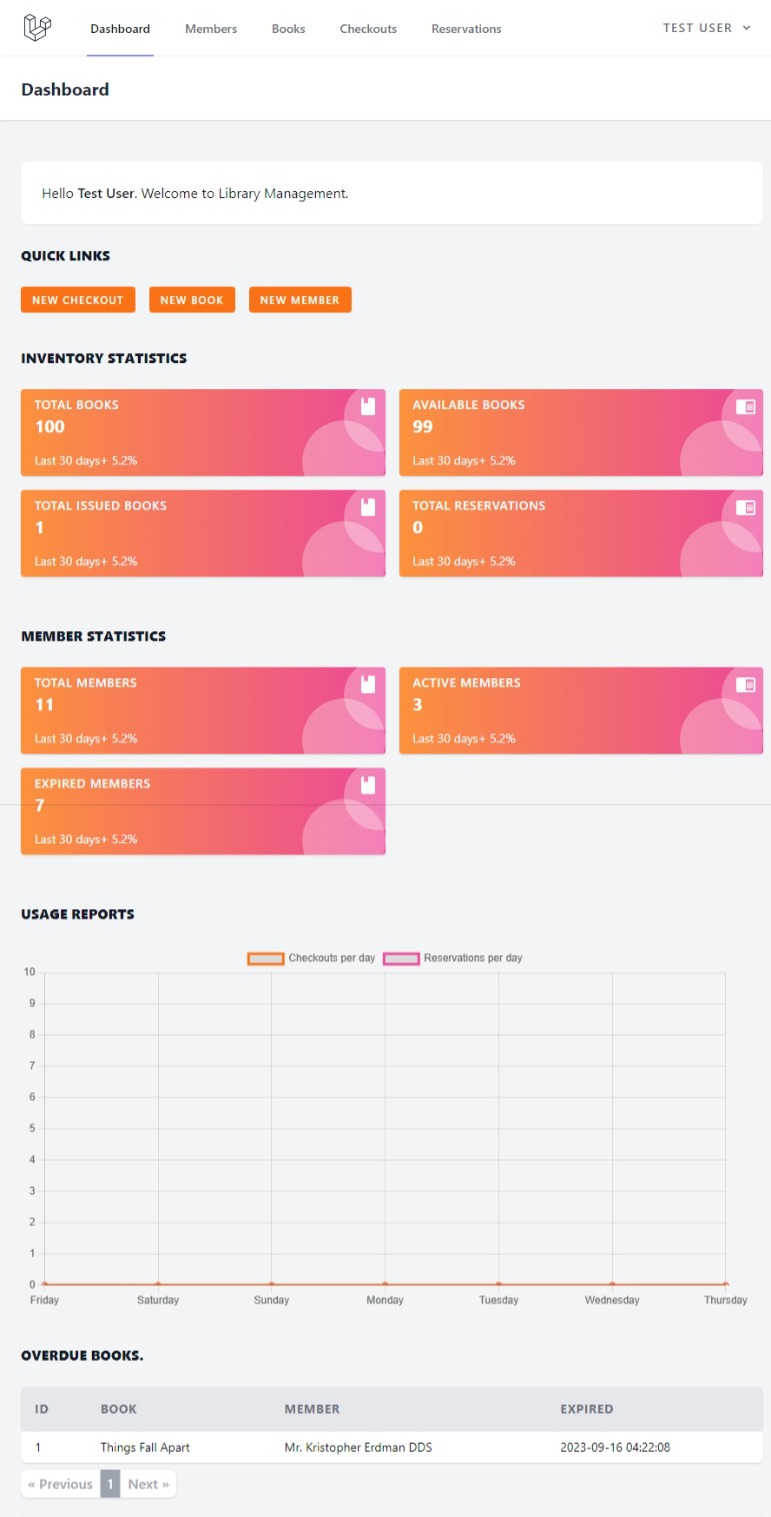 Dashboard Members Books Checkouts Reservations TEST USER
Dashboard
Hello Test User. Welcome to Library Management.
QUICK LINKS
NEW CHECKOUT NEW BOOK NEW MEMBER
INVENTORY STATISTICS
TOTAL BOOKS
100
Last 30 days+ 5.2%
AVAILABLE BOOKS
99
Last 30 days+ 5.2%
TOTAL ISSUED BOOKS
1
Last 30 days+ 5.2%
TOTAL RESERVATIONS
0
Last 30 days+ 5.2%
MEMBER STATISTICS
TOTAL MEMBERS
11
Last 30 days+ 5.2%
ACTIVE MEMBERS
3
Last 30 days+ 5.2%
EXPIRED MEMBERS
7
Last 30 days+ 5.2%
USAGE REPORTS
Checkouts per day Reservations per day
10
9
8
7
6
5
4
3
2
1
0
Friday Saturday Sunday Monday Tuesday Wednesday Thursday
OVERDUE BOOKS.
ID BOOK MEMBER EXPIRED
1 Things Fall Apart Mr. Kristopher Erdman DDS 2023-09-16 04:22:08
« Previous 1 Next »